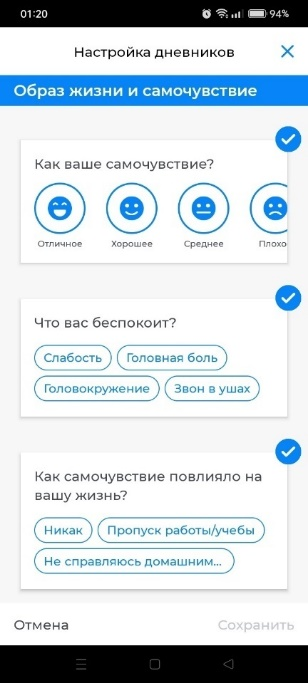 01:20
94%
Настройка дневников
Образ жизни и самочувствие
Как ваше самочувствие?
Отличное Хорошее Среднее Плохо
Что вас беспокоит?
Слабость Головная боль
Головокружение Звон в ушах
Как самочувствие повлияло на
вашу жизнь?
Никак Пропуск работы/учебы
Не справляюсь домашним...
Отмена Сохранить